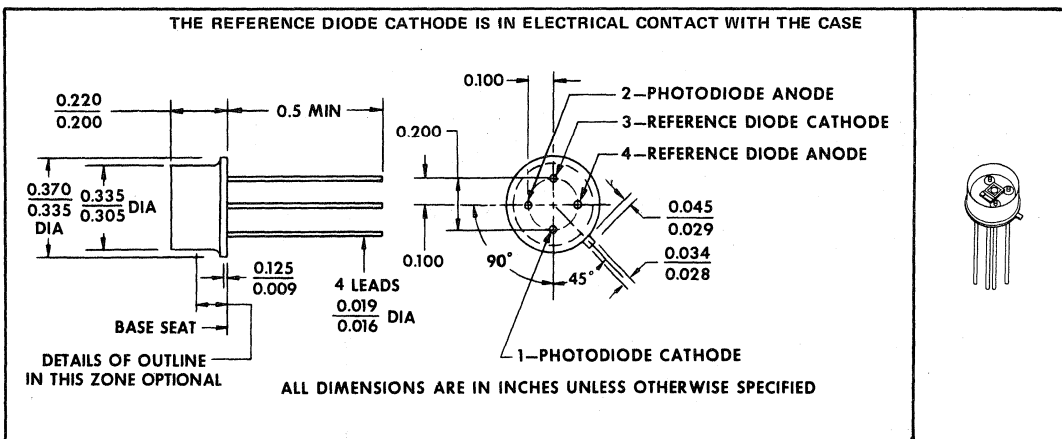 THE REFERENCE DIODE CATHODE IS IN ELECTRICAL CONTACT WITH THE CASE
0.100
0.220
0.200
0.5 MIN
2–PHOTODIODE ANODE
3–REFERENCE DIODE CATHODE
4–REFERENCE DIODE ANODE
0.200
0.370
0.335
DIA
0.335
0.305 DIA
0.045
0.029
0.100
90°
45°
0.034
0.028
0.125
0.009
4 LEADS
0.019
0.016 DIA
BASE SEAT
1–PHOTODIODE CATHODE
DETAILS OF OUTLINE
IN THIS ZONE OPTIONAL
ALL DIMENSIONS ARE IN INCHES UNLESS OTHERWISE SPECIFIED